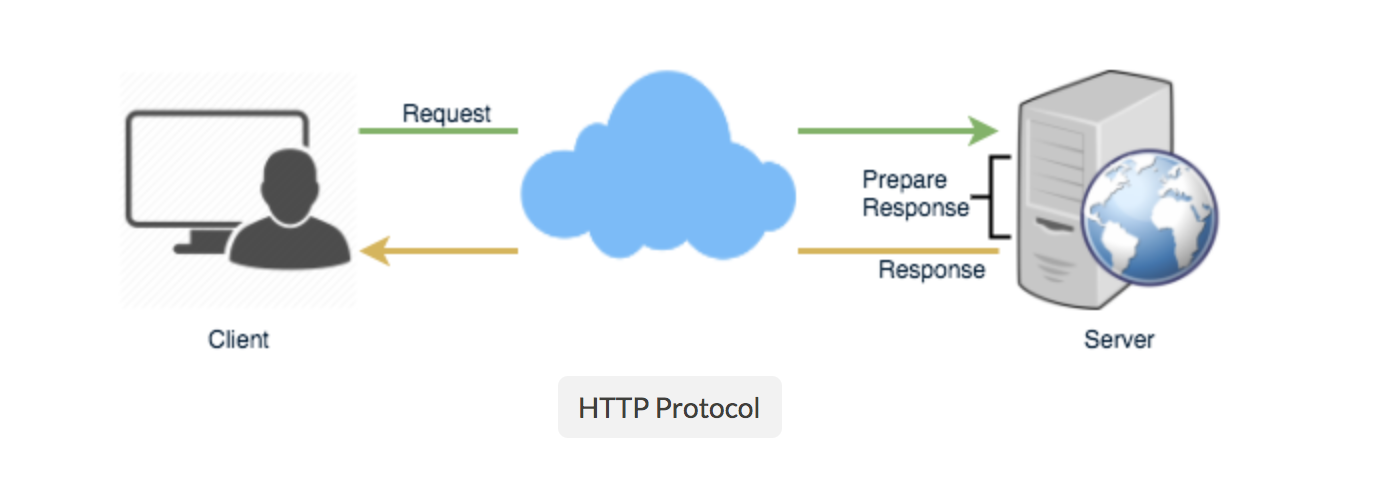 Request
Prepare
Response
Response
Client
Server
HTTP Protocol